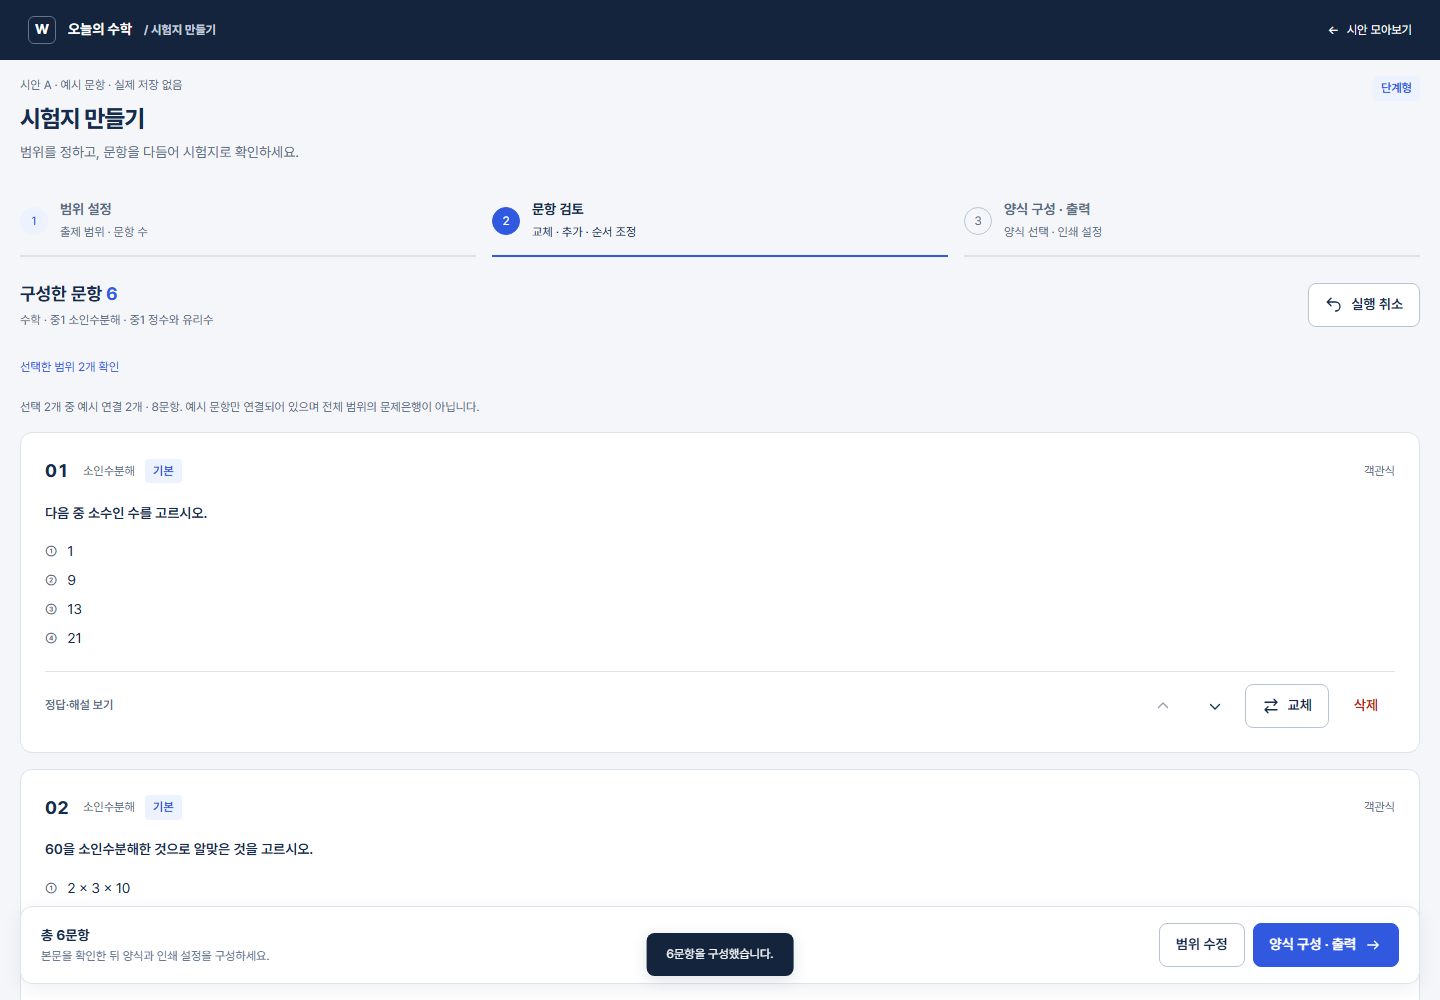 W 오늘의 수학 / 시험지 만들기
← 시안 모아보기
시안 A · 예시 문항 · 실제 저장 없음
단계형
시험지 만들기
범위를 정하고, 문항을 다듬어 시험지로 확인하세요.
1 범위 설정
출제 범위 · 문항 수
2 문항 검토
교체 · 추가 · 순서 조정
3 양식 구성 · 출력
양식 선택 · 인쇄 설정
구성한 문항 6
수학 · 중1 소인수분해 · 중1 정수와 유리수
실행 취소
선택한 범위 2개 확인
선택 2개 중 예시 연결 2개 · 8문항. 예시 문항만 연결되어 있으며 전체 범위의 문제은행이 아닙니다.
01 소인수분해 기본
객관식
다음 중 소수인 수를 고르시오.
① 1
② 9
③ 13
④ 21
정답·해설 보기
교체
삭제
02 소인수분해 기본
객관식
60을 소인수분해한 것으로 알맞은 것을 고르시오.
① 2 × 3 × 10
총 6문항
본문을 확인한 뒤 양식과 인쇄 설정을 구성하세요.
6문항을 구성했습니다.
범위 수정
양식 구성 · 출력 →